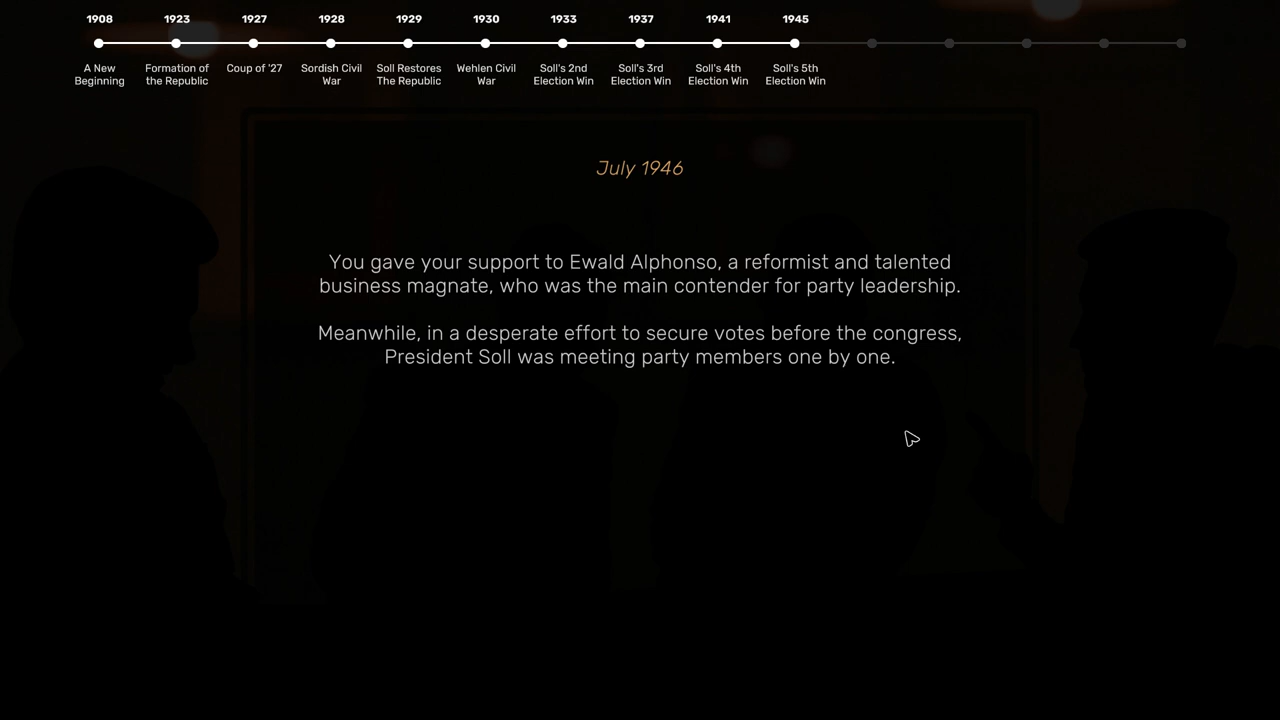 1908 1923 1927 1928 1929 1930 1933 1937 1941 1945
A New Beginning
Formation of the Republic
Coup of '27
Sordish Civil War
Soll Restores The Republic
Wehlen Civil War
Soll's 2nd Election Win
Soll's 3rd Election Win
Soll's 4th Election Win
Soll's 5th Election Win
July 1946
You gave your support to Ewald Alphonso, a reformist and talented
business magnate, who was the main contender for party leadership.
Meanwhile, in a desperate effort to secure votes before the congress,
President Soll was meeting party members one by one.